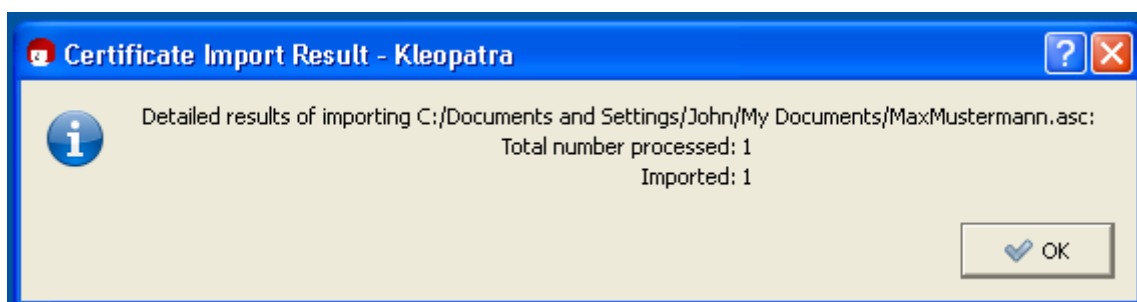 Certificate Import Result - Kleopatra
Detailed results of importing C:/Documents and Settings/John/My Documents/MaxMustermann.asc:
Total number processed: 1
Imported: 1
OK